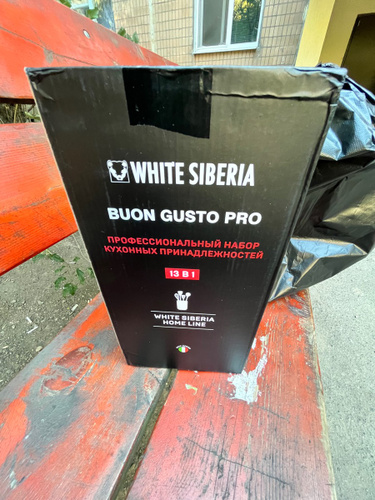 WHITE SIBERIA
BUON GUSTO PRO
ПРОФЕССИОНАЛЬНЫЙ НАБОР
КУХОННЫХ ПРИНАДЛЕЖНОСТЕЙ
13 В 1
WHITE SIBERIA
HOME LINE